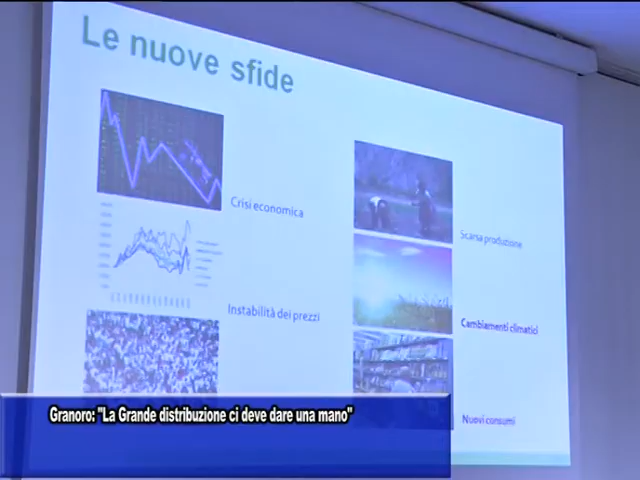 Le nuove sfide
Crisi economica
Instabilità dei prezzi
Scarsa produzione
Cambiamenti climatici
Nuovi consumi
Granoro: "La Grande distribuzione ci deve dare una mano"